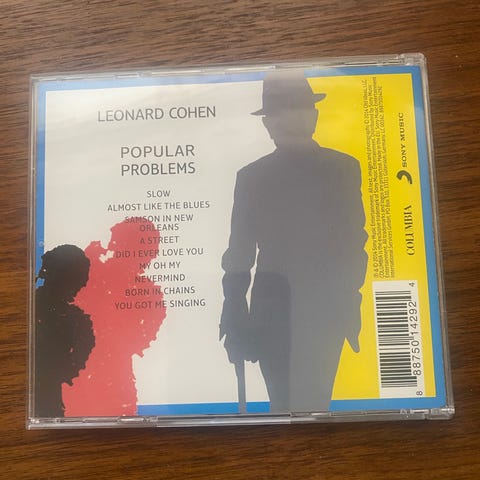 LEONARD COHEN
POPULAR
PROBLEMS
SLOW
ALMOST LIKE THE BLUES
SAMSON IN NEW
ORLEANS
A STREET
DID I EVER LOVE YOU
MY OH MY
NEVERMIND
BORN IN CHAINS
YOU GOT ME SINGING
COLUMBIA
SONY MUSIC
8 88750 14292 4